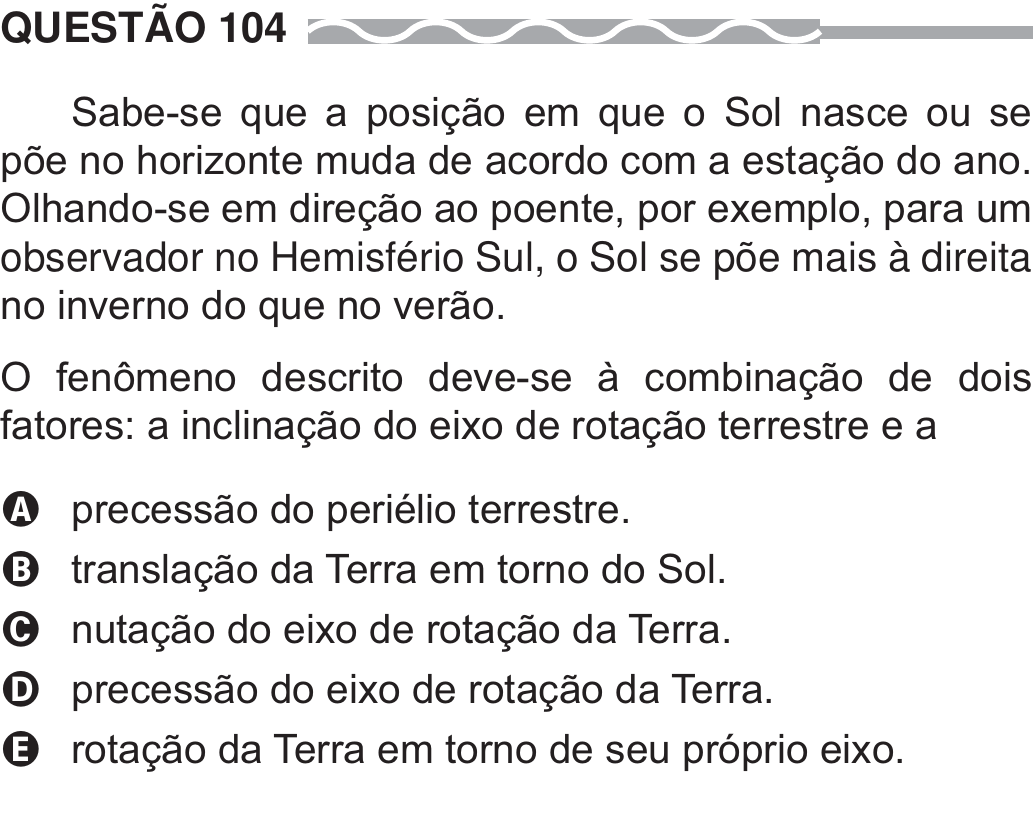 QUESTÃO 104
Sabe-se que a posição em que o Sol nasce ou se
põe no horizonte muda de acordo com a estação do ano.
Olhando-se em direção ao poente, por exemplo, para um
observador no Hemisfério Sul, o Sol se põe mais à direita
no inverno do que no verão.
O fenômeno descrito deve-se à combinação de dois
fatores: a inclinação do eixo de rotação terrestre e a
A precessão do periélio terrestre.
B translação da Terra em torno do Sol.
C nutação do eixo de rotação da Terra.
D precessão do eixo de rotação da Terra.
E rotação da Terra em torno de seu próprio eixo.